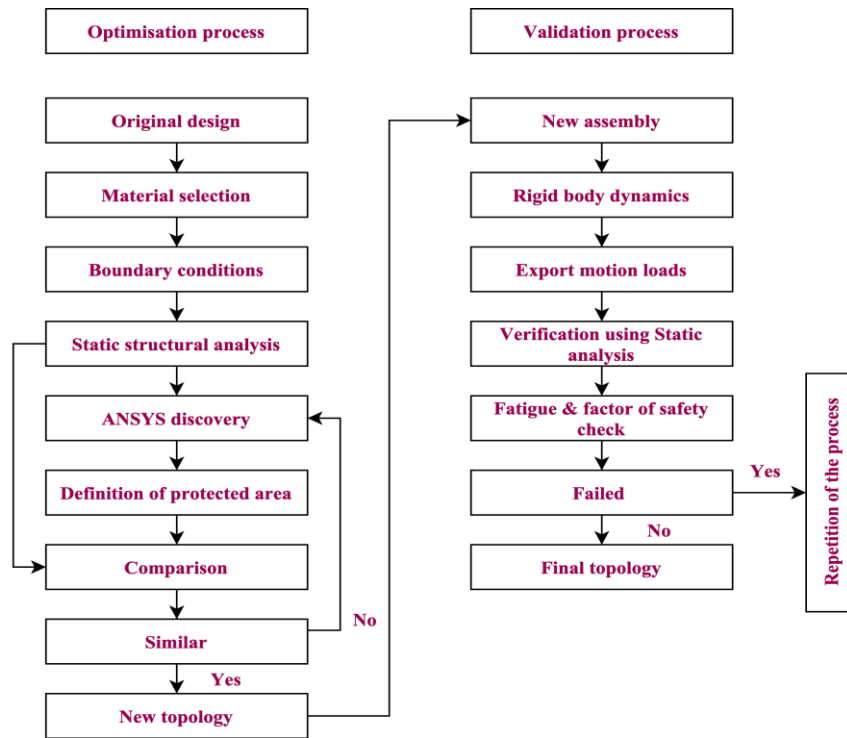 Optimisation process
Original design
Material selection
Boundary conditions
Static structural analysis
ANSYS discovery
Definition of protected area
Comparison
Similar
No
Yes
New topology
Validation process
New assembly
Rigid body dynamics
Export motion loads
Verification using Static
analysis
Fatigue & factor of safety
check
Failed
Yes
No
Final topology
Repetition of the process